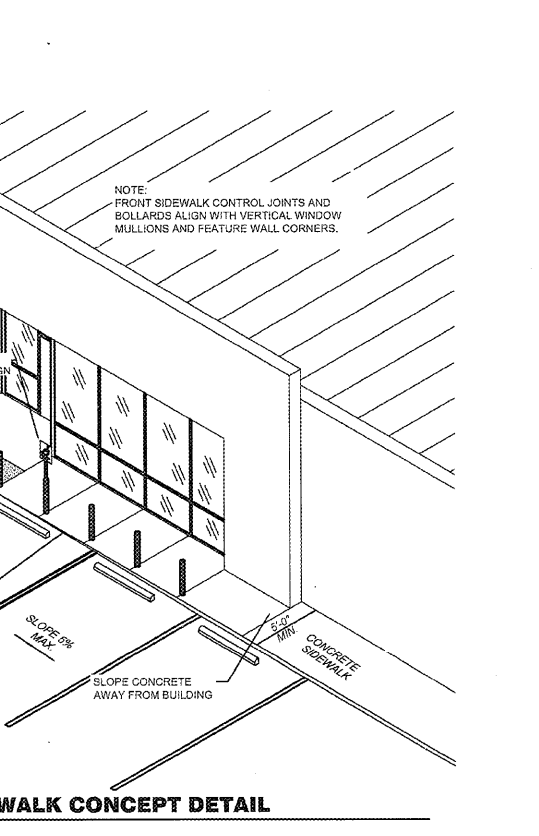 NOTE:
FRONT SIDEWALK CONTROL JOINTS AND
BOLLARDS ALIGN WITH VERTICAL WINDOW
MULLIONS AND FEATURE WALL CORNERS.
GN
SLOPE 5%
MAX.
5'-0"
MIN.
CONCRETE
SIDEWALK
SLOPE CONCRETE
AWAY FROM BUILDING
WALK CONCEPT DETAIL